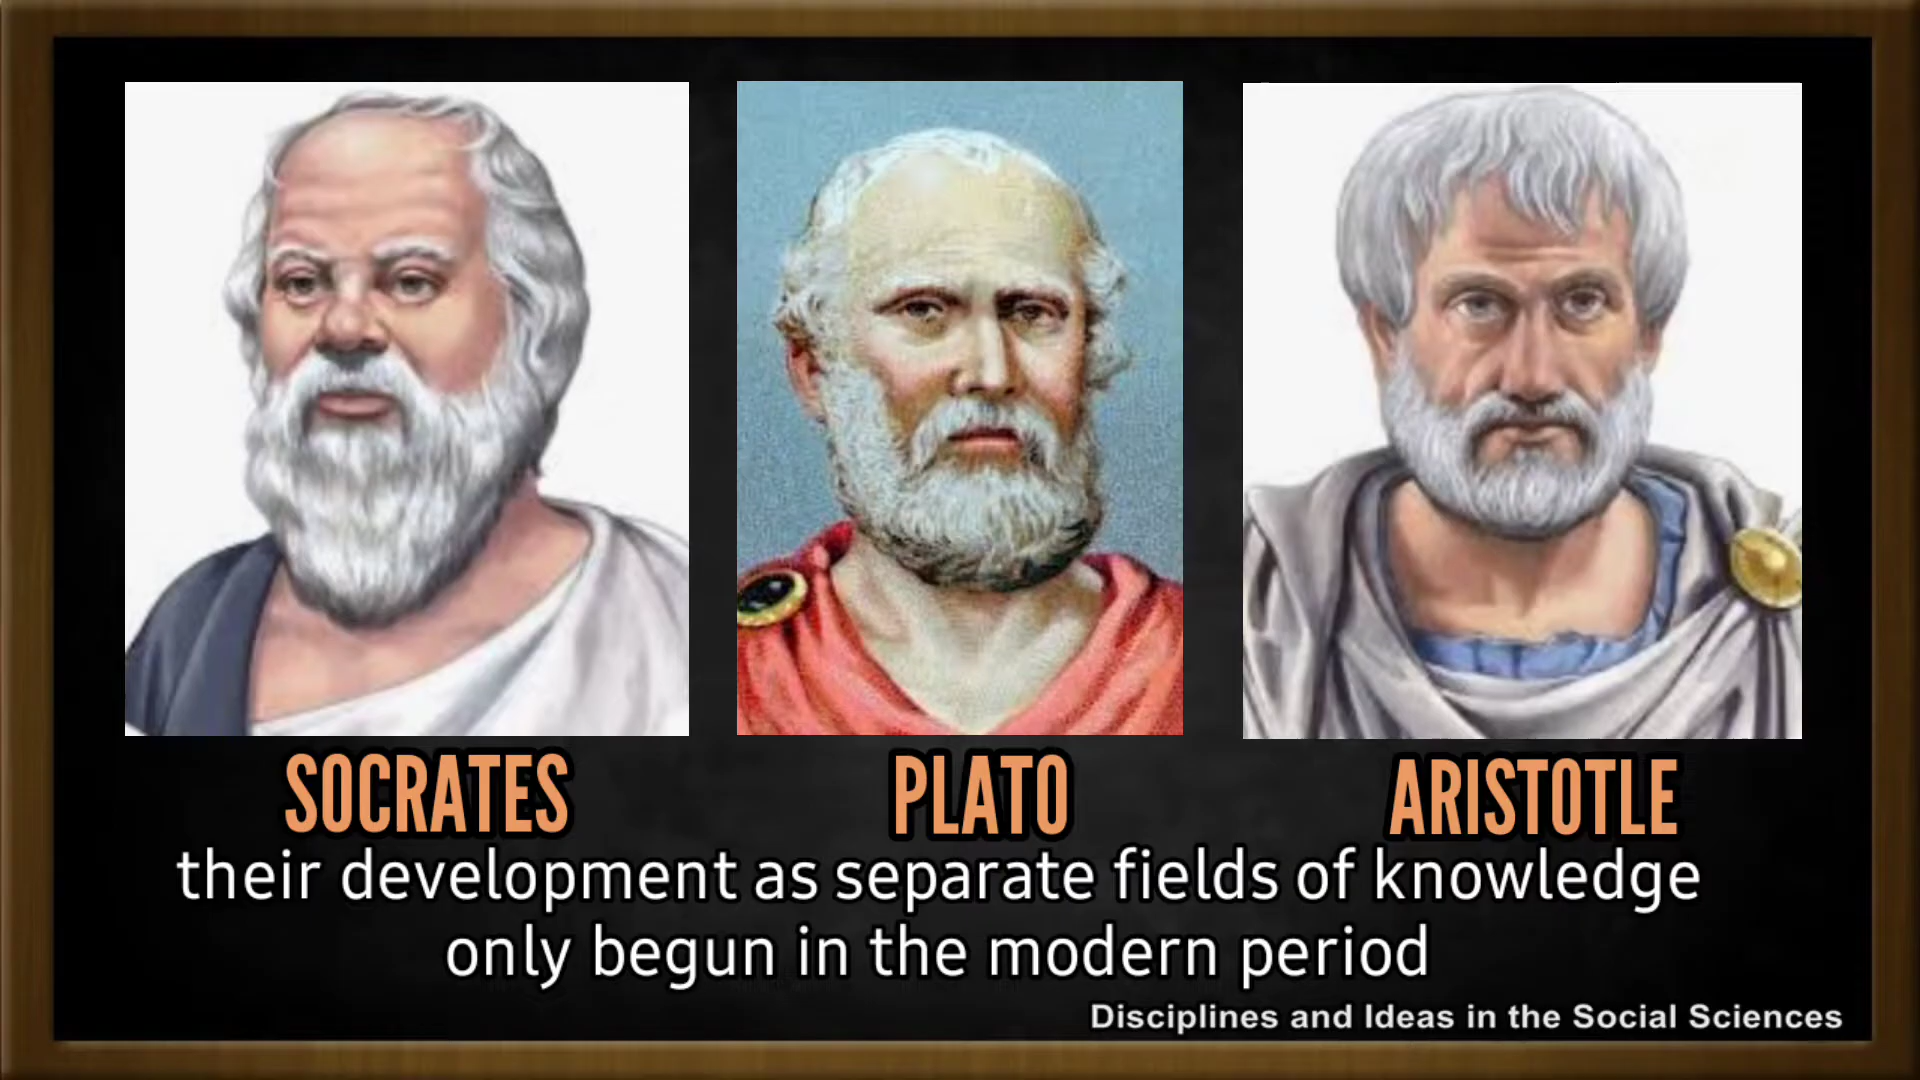 SOCRATES PLATO ARISTOTLE
their development as separate fields of knowledge
only begun in the modern period
Disciplines and Ideas in the Social Sciences